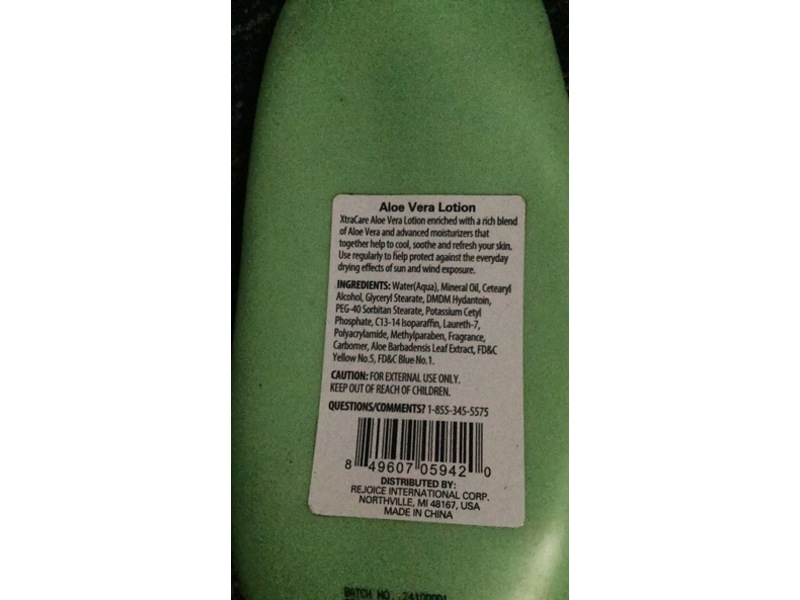 Aloe Vera Lotion
XtraCare Aloe Vera Lotion enriched with a rich blend
of Aloe Vera and advanced moisturizers that
together help to cool, soothe and refresh your skin.
Use regularly to help protect against the everyday
drying effects of sun and wind exposure.
INGREDIENTS: Water(Aqua), Mineral Oil, Cetearyl
Alcohol, Glyceryl Stearate, DMDM Hydantoin,
PEG-40 Sorbitan Stearate, Potassium Cetyl
Phosphate, C13-14 Isoparaffin, Laureth-7,
Polyacrylamide, Methylparaben, Fragrance,
Carbomer, Aloe Barbadensis Leaf Extract, FD&C
Yellow No.5, FD&C Blue No.1.
CAUTION: FOR EXTERNAL USE ONLY.
KEEP OUT OF REACH OF CHILDREN.
QUESTIONS/COMMENTS? 1-855-345-5575
8 49607 05942 0
DISTRIBUTED BY:
REJOICE INTERNATIONAL CORP.
NORTHVILLE, MI 48167, USA
MADE IN CHINA
BATCH NO.